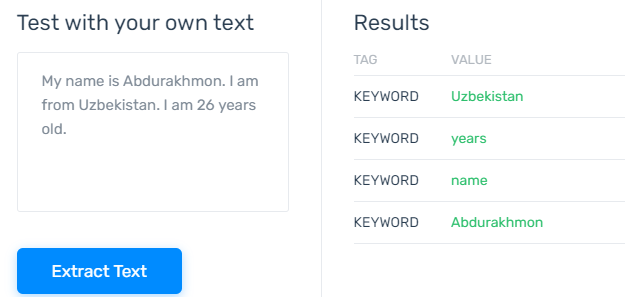 Test with your own text
My name is Abdurakhmon. I am
from Uzbekistan. I am 26 years
old.
Extract Text
Results
TAG VALUE
KEYWORD Uzbekistan
KEYWORD years
KEYWORD name
KEYWORD Abdurakhmon